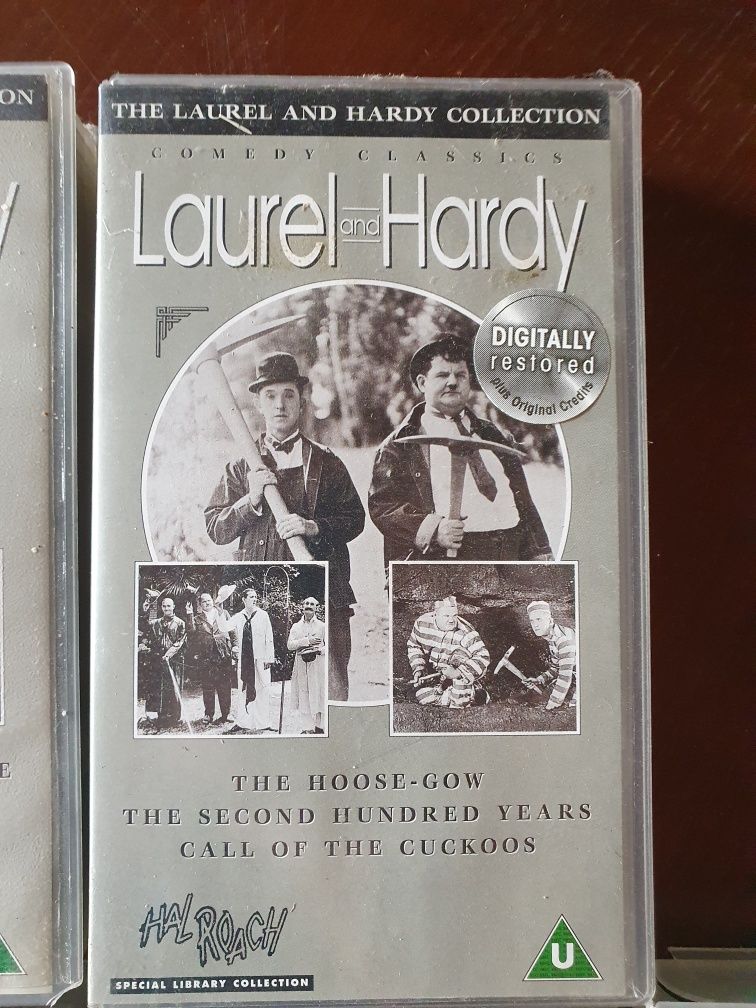 ON
THE LAUREL AND HARDY COLLECTION
COMEDY CLASSICS
Laurel and Hardy
y
DIGITALLY
restored
plus Original Credits
E
THE HOOSE-GOW
THE SECOND HUNDRED YEARS
CALL OF THE CUCKOOS
HAL ROACH
SPECIAL LIBRARY COLLECTION
U